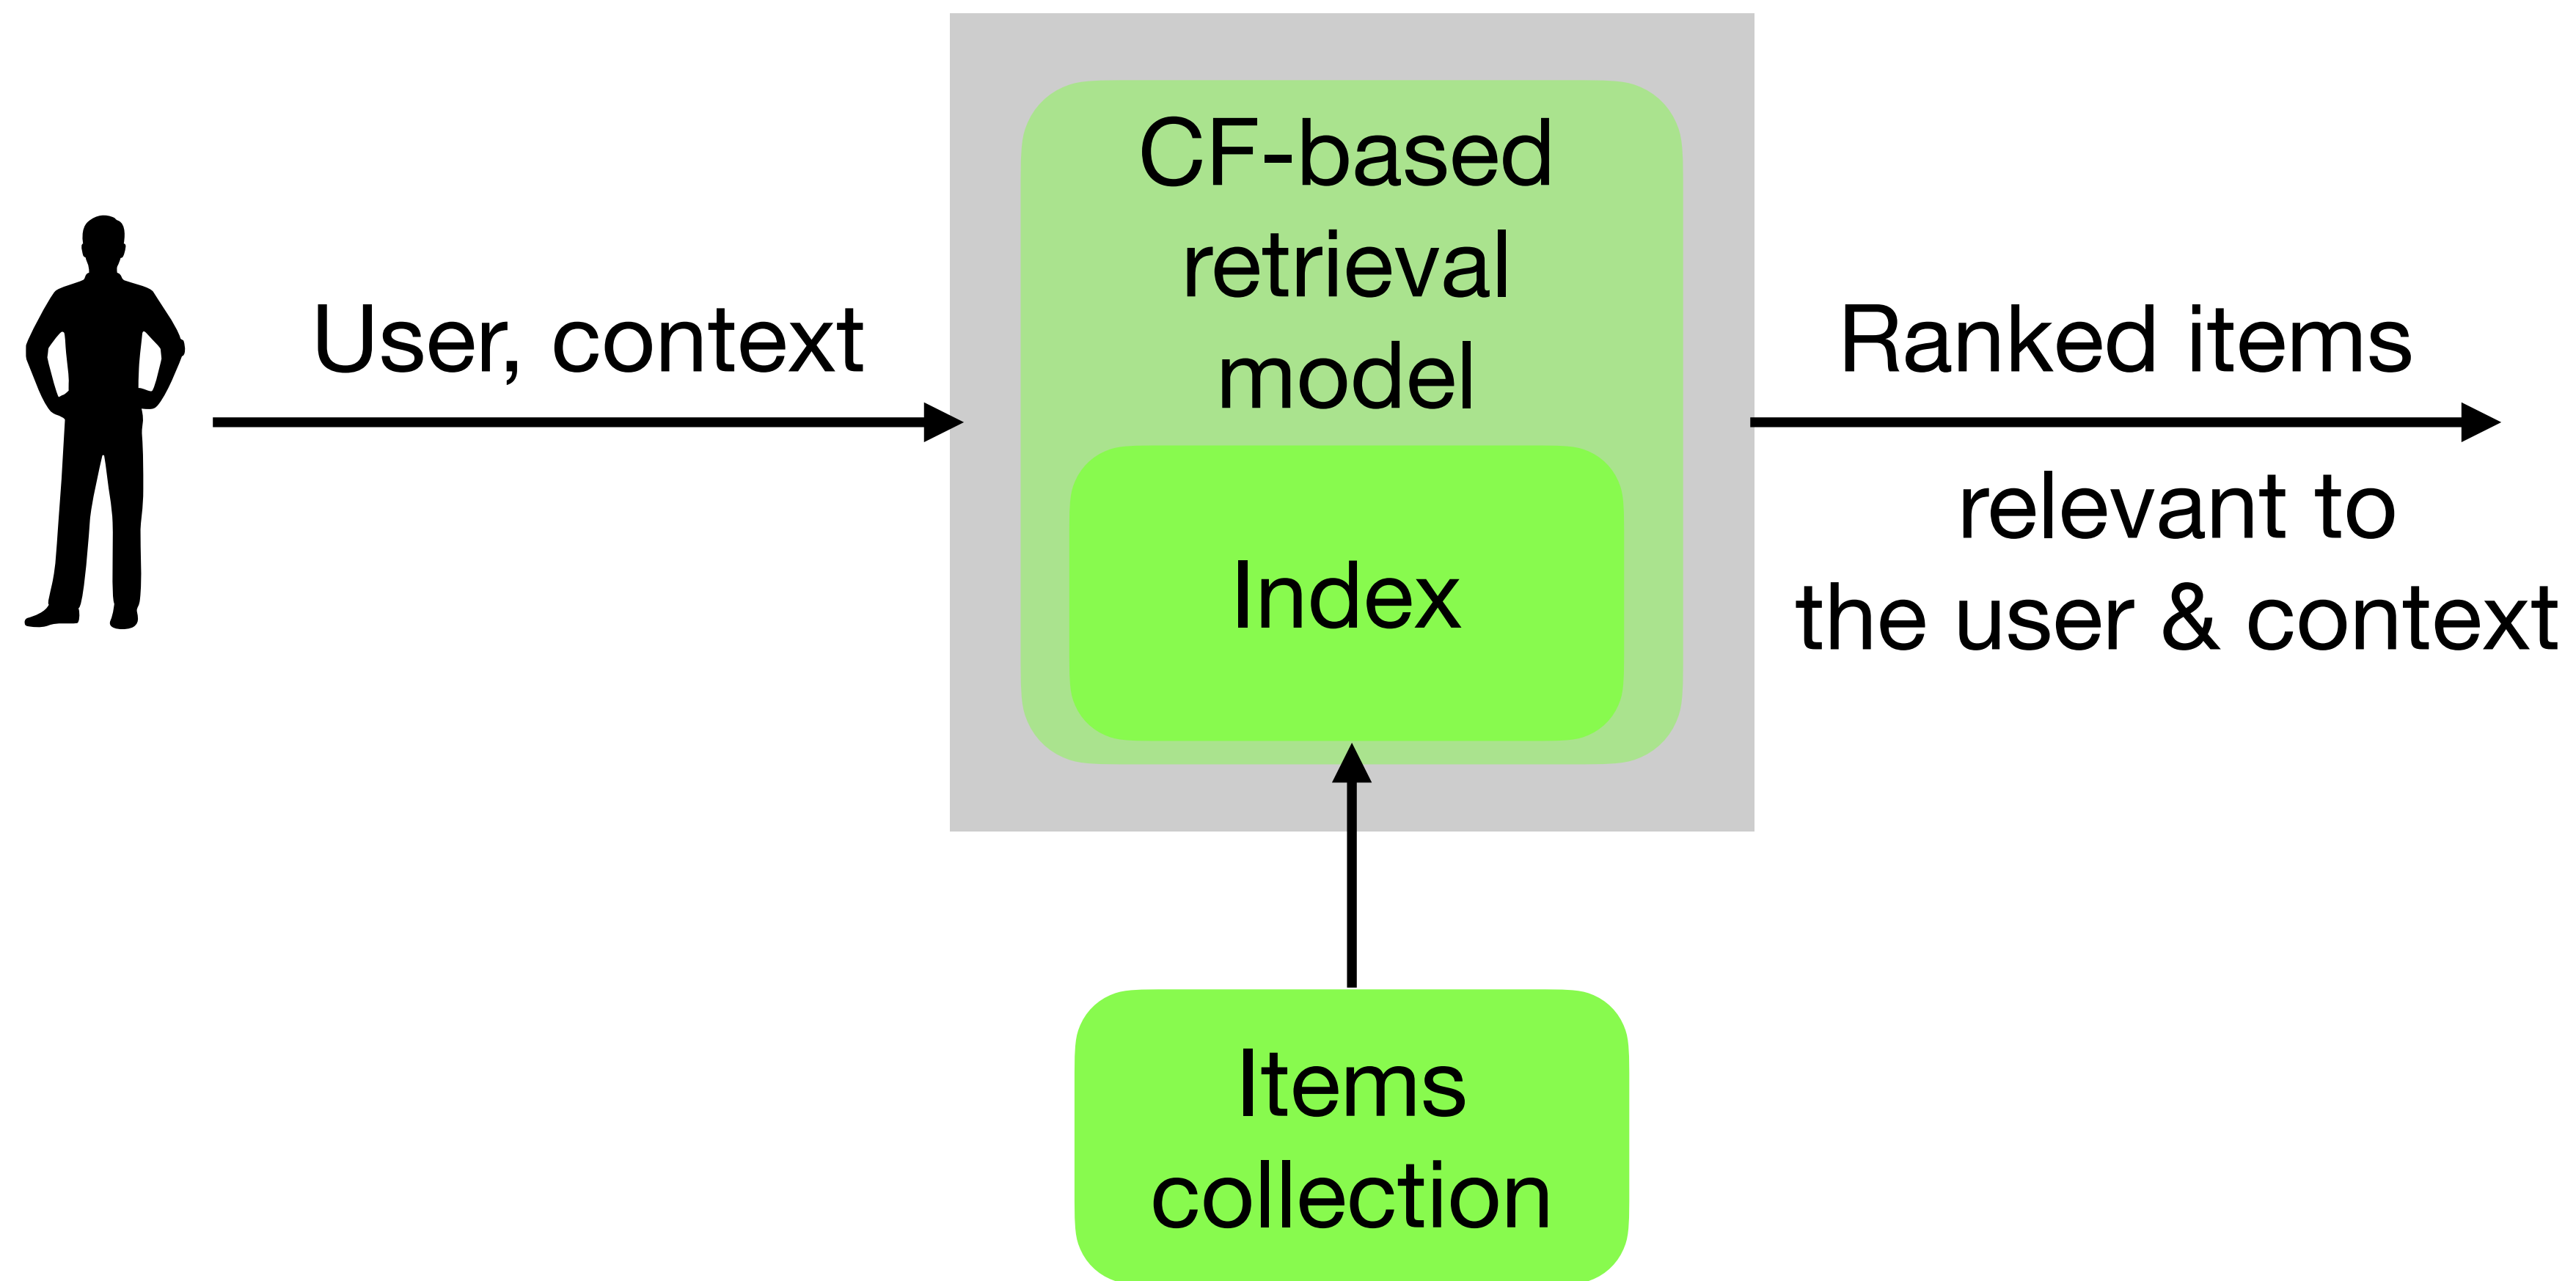 User, context
CF-based
retrieval
model
Index
Ranked items
relevant to
the user & context
Items
collection